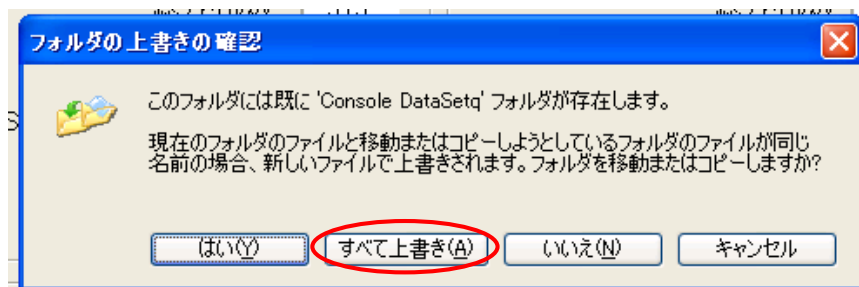 フォルダの上書きの確認
このフォルダには既に 'Console DataSetq' フォルダが存在します。
現在のフォルダのファイルと移動またはコピーしようとしているフォルダのファイルが同じ
名前の場合、新しいファイルで上書きされます。フォルダを移動またはコピーしますか?
はい(Y) すべて上書き(A) いいえ(N) キャンセル